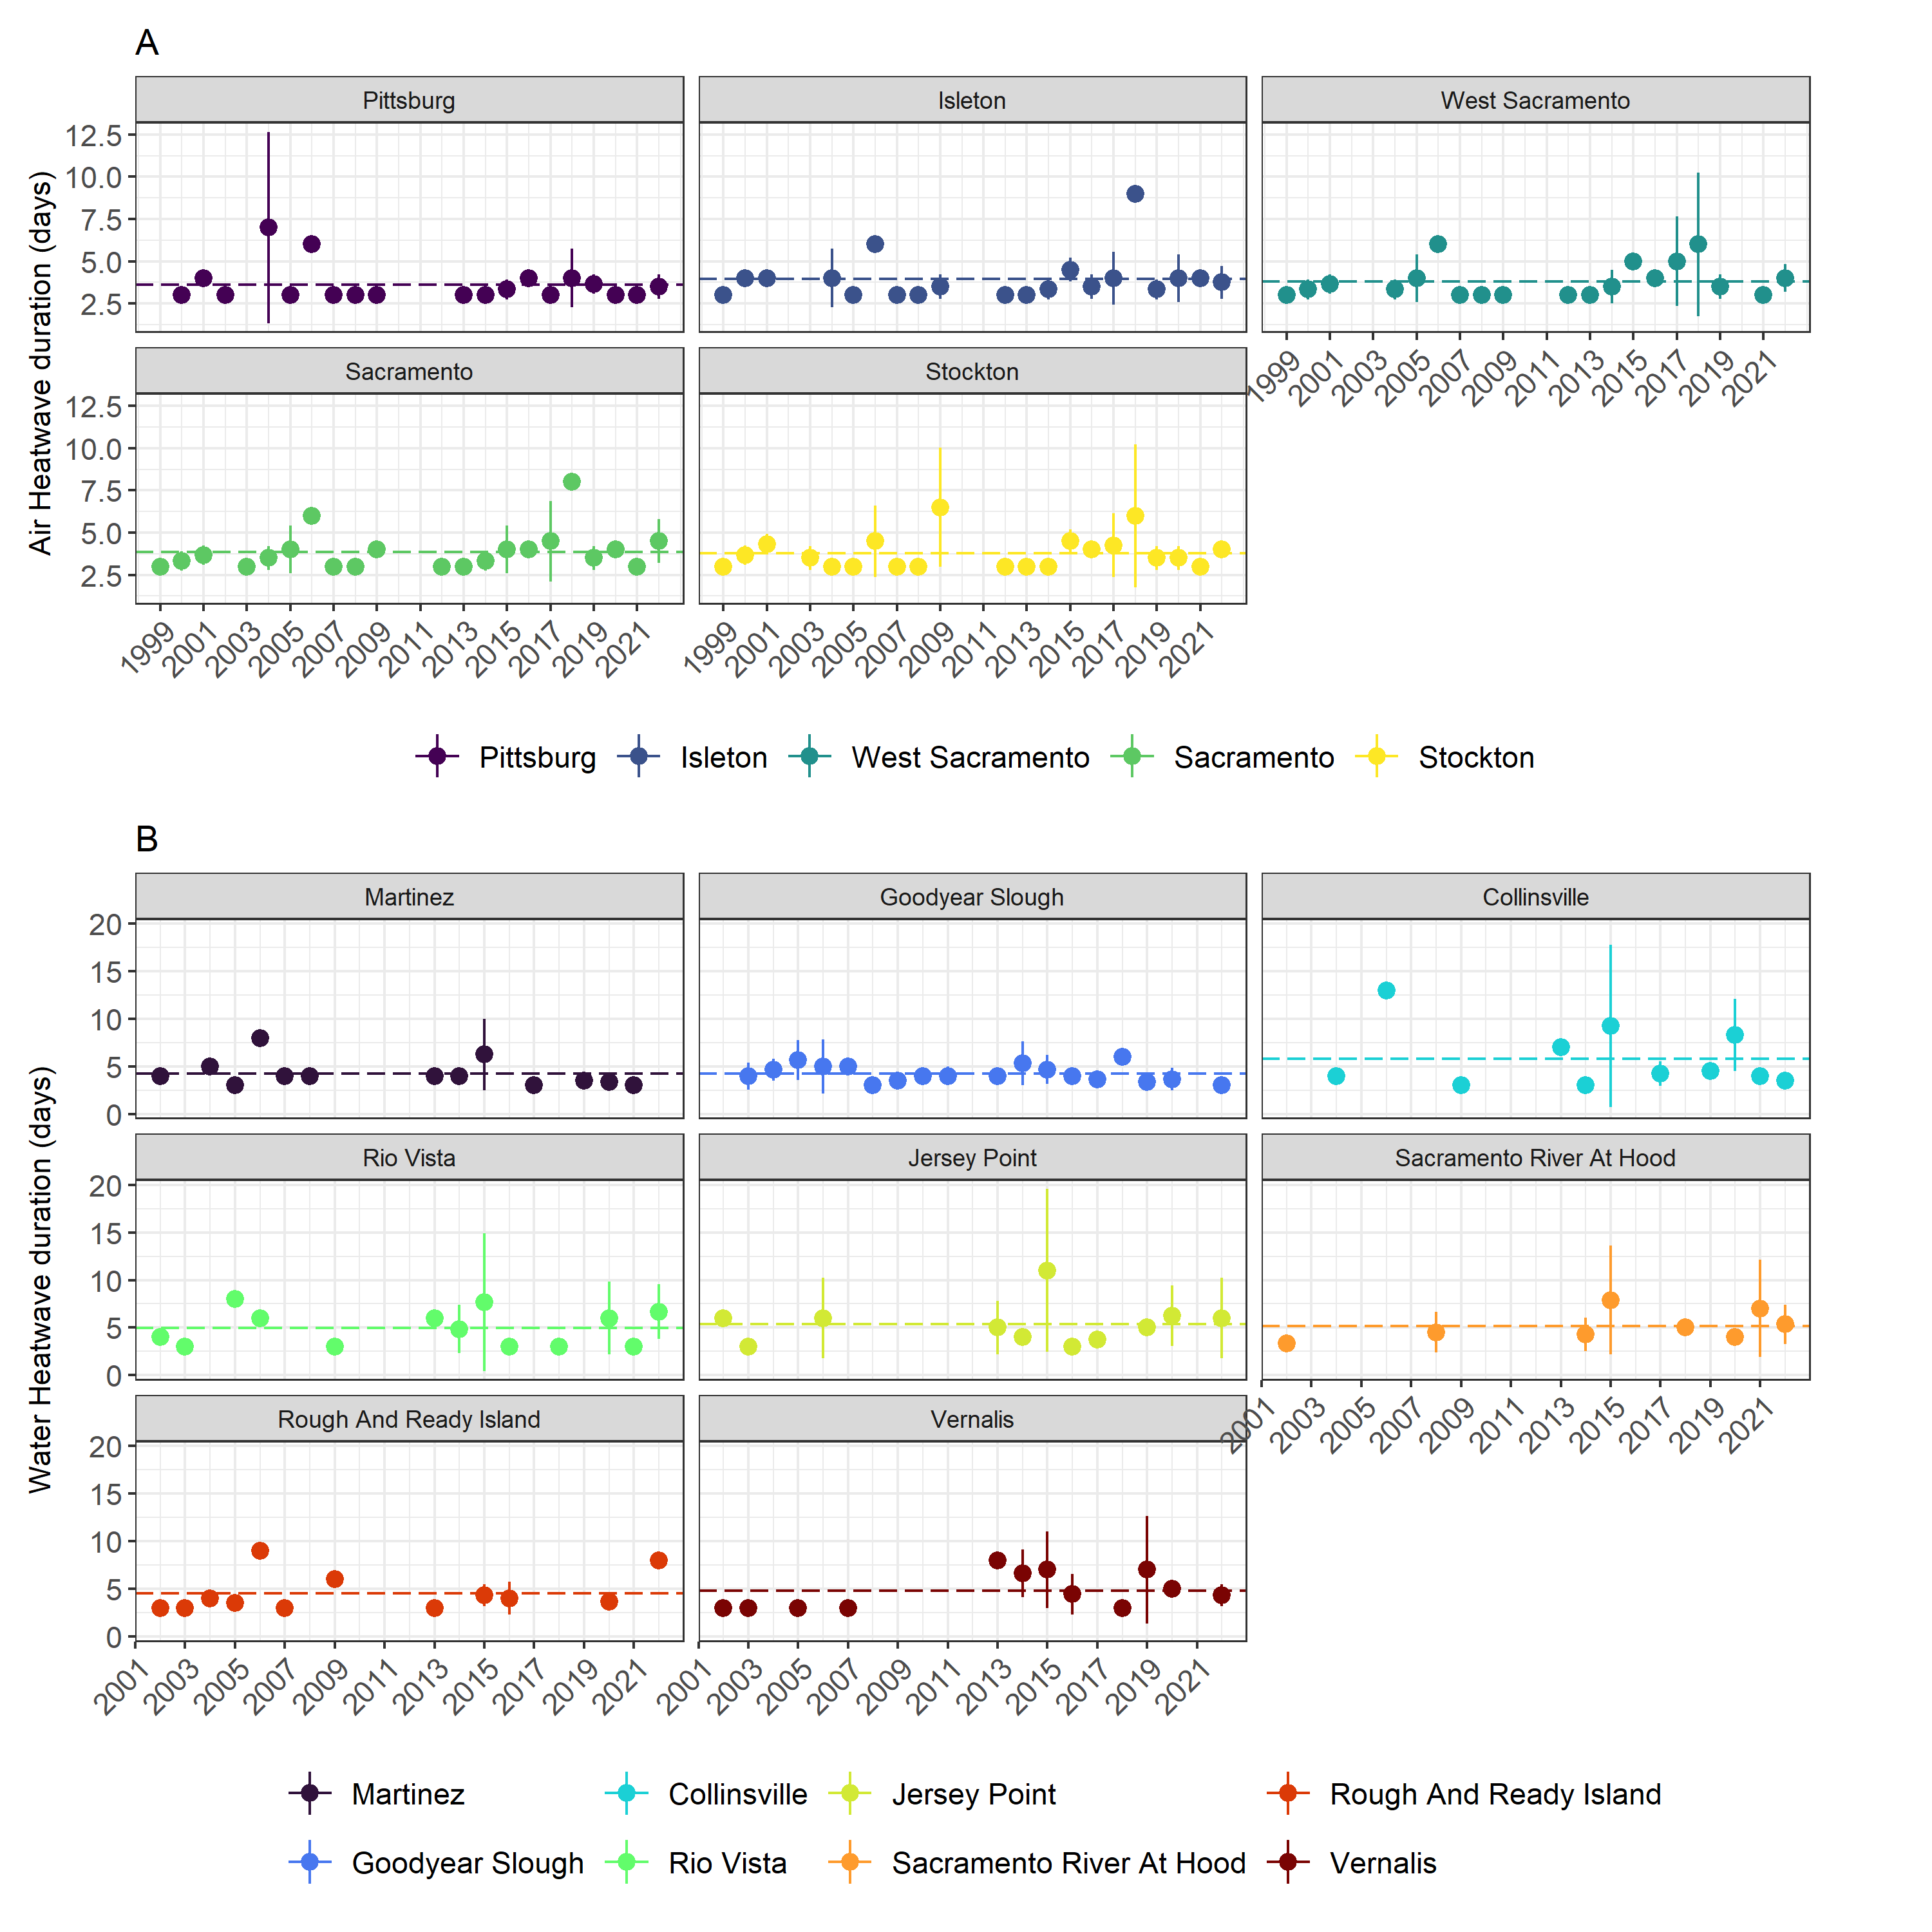 A
Pittsburg
Isleton
West Sacramento
Air Heatwave duration (days)
12.5
10.0
7.5
5.0
2.5
1999 2001 2003 2005 2007 2009 2011 2013 2015 2017 2019 2021
Sacramento
Stockton
12.5
10.0
7.5
5.0
2.5
1999 2001 2003 2005 2007 2009 2011 2013 2015 2017 2019 2021
1999 2001 2003 2005 2007 2009 2011 2013 2015 2017 2019 2021
Pittsburg Isleton West Sacramento Sacramento Stockton
B
Martinez
Goodyear Slough
Collinsville
Water Heatwave duration (days)
20
15
10
5
0
Rio Vista
Jersey Point
Sacramento River At Hood
20
15
10
5
0
2001 2003 2005 2007 2009 2011 2013 2015 2017 2019 2021
Rough And Ready Island
Vernalis
20
15
10
5
0
2001 2003 2005 2007 2009 2011 2013 2015 2017 2019 2021
2001 2003 2005 2007 2009 2011 2013 2015 2017 2019 2021
Martinez Collinsville Jersey Point Rough And Ready Island
Goodyear Slough Rio Vista Sacramento River At Hood Vernalis